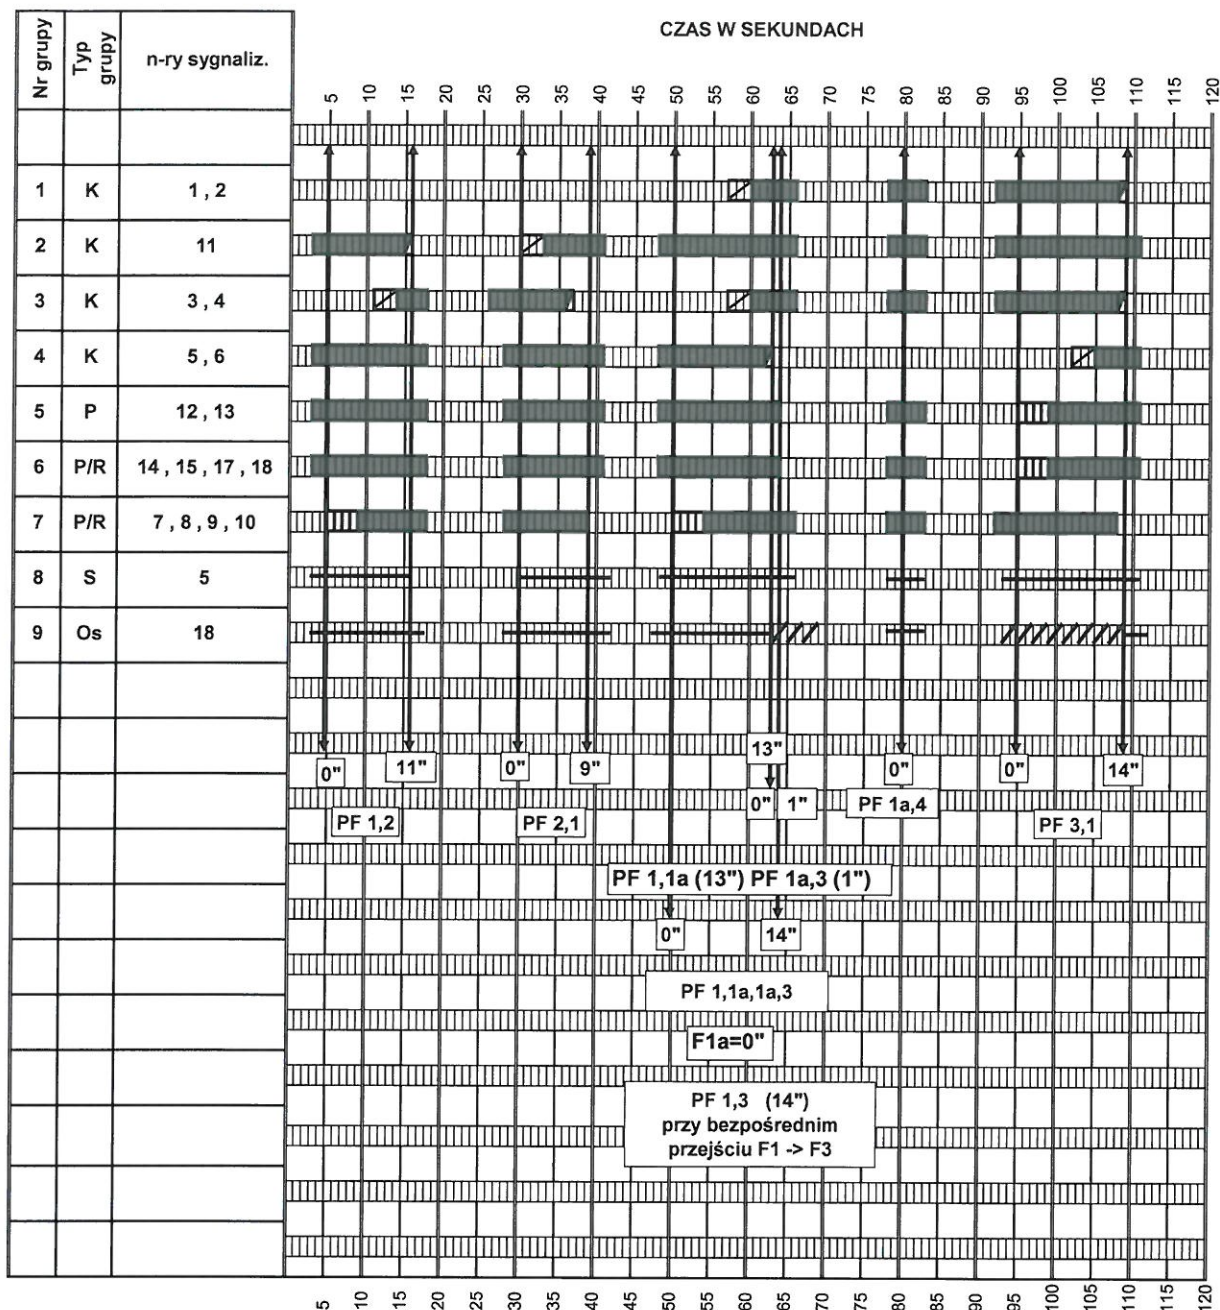 CZAS W SEKUNDACH
Nr grupy Typ grupy n-ry sygnaliz.
5 10 15 20 25 30 35 40 45 50 55 60 65 70 75 80 85 90 95 100 105 110 115 120
1 K 1 , 2
2 K 11
3 K 3 , 4
4 K 5 , 6
5 P 12 , 13
6 P/R 14 , 15 , 17 , 18
7 P/R 7 , 8 , 9 , 10
8 S 5
9 Os 18
13"
0" 11" 0" 9" 0" 0" 14"
0" 1" PF 1a,4
PF 1,2 PF 2,1 PF 3,1
PF 1,1a (13") PF 1a,3 (1")
0" 14"
PF 1,1a,1a,3
F1a=0"
PF 1,3 (14")
przy bezpośrednim
przejściu F1 -> F3
5 10 15 20 25 30 35 40 45 50 55 60 65 70 75 80 85 90 95 100 105 110 115 120